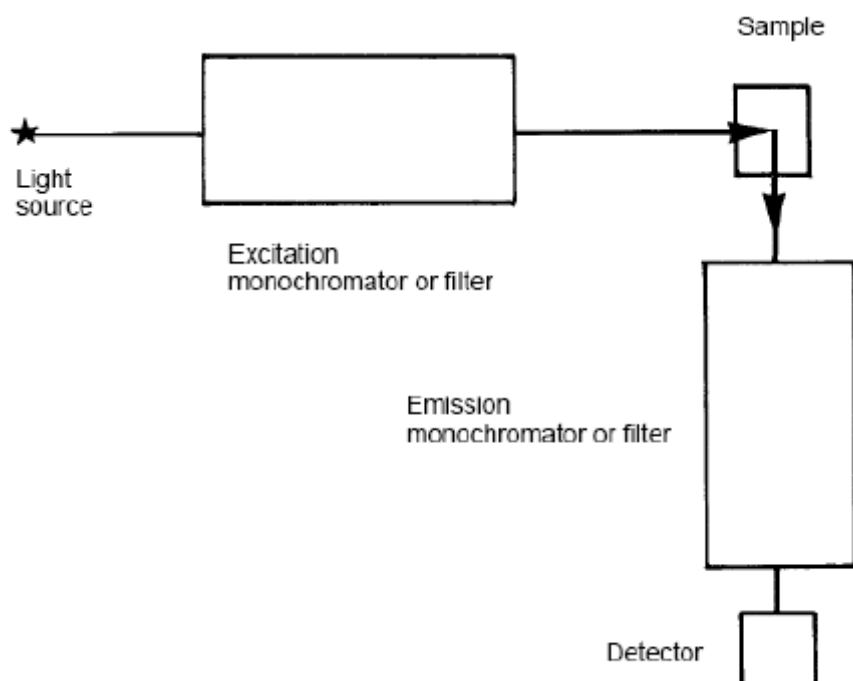 Sample
Light
source
Excitation
monochromator or filter
Emission
monochromator or filter
Detector